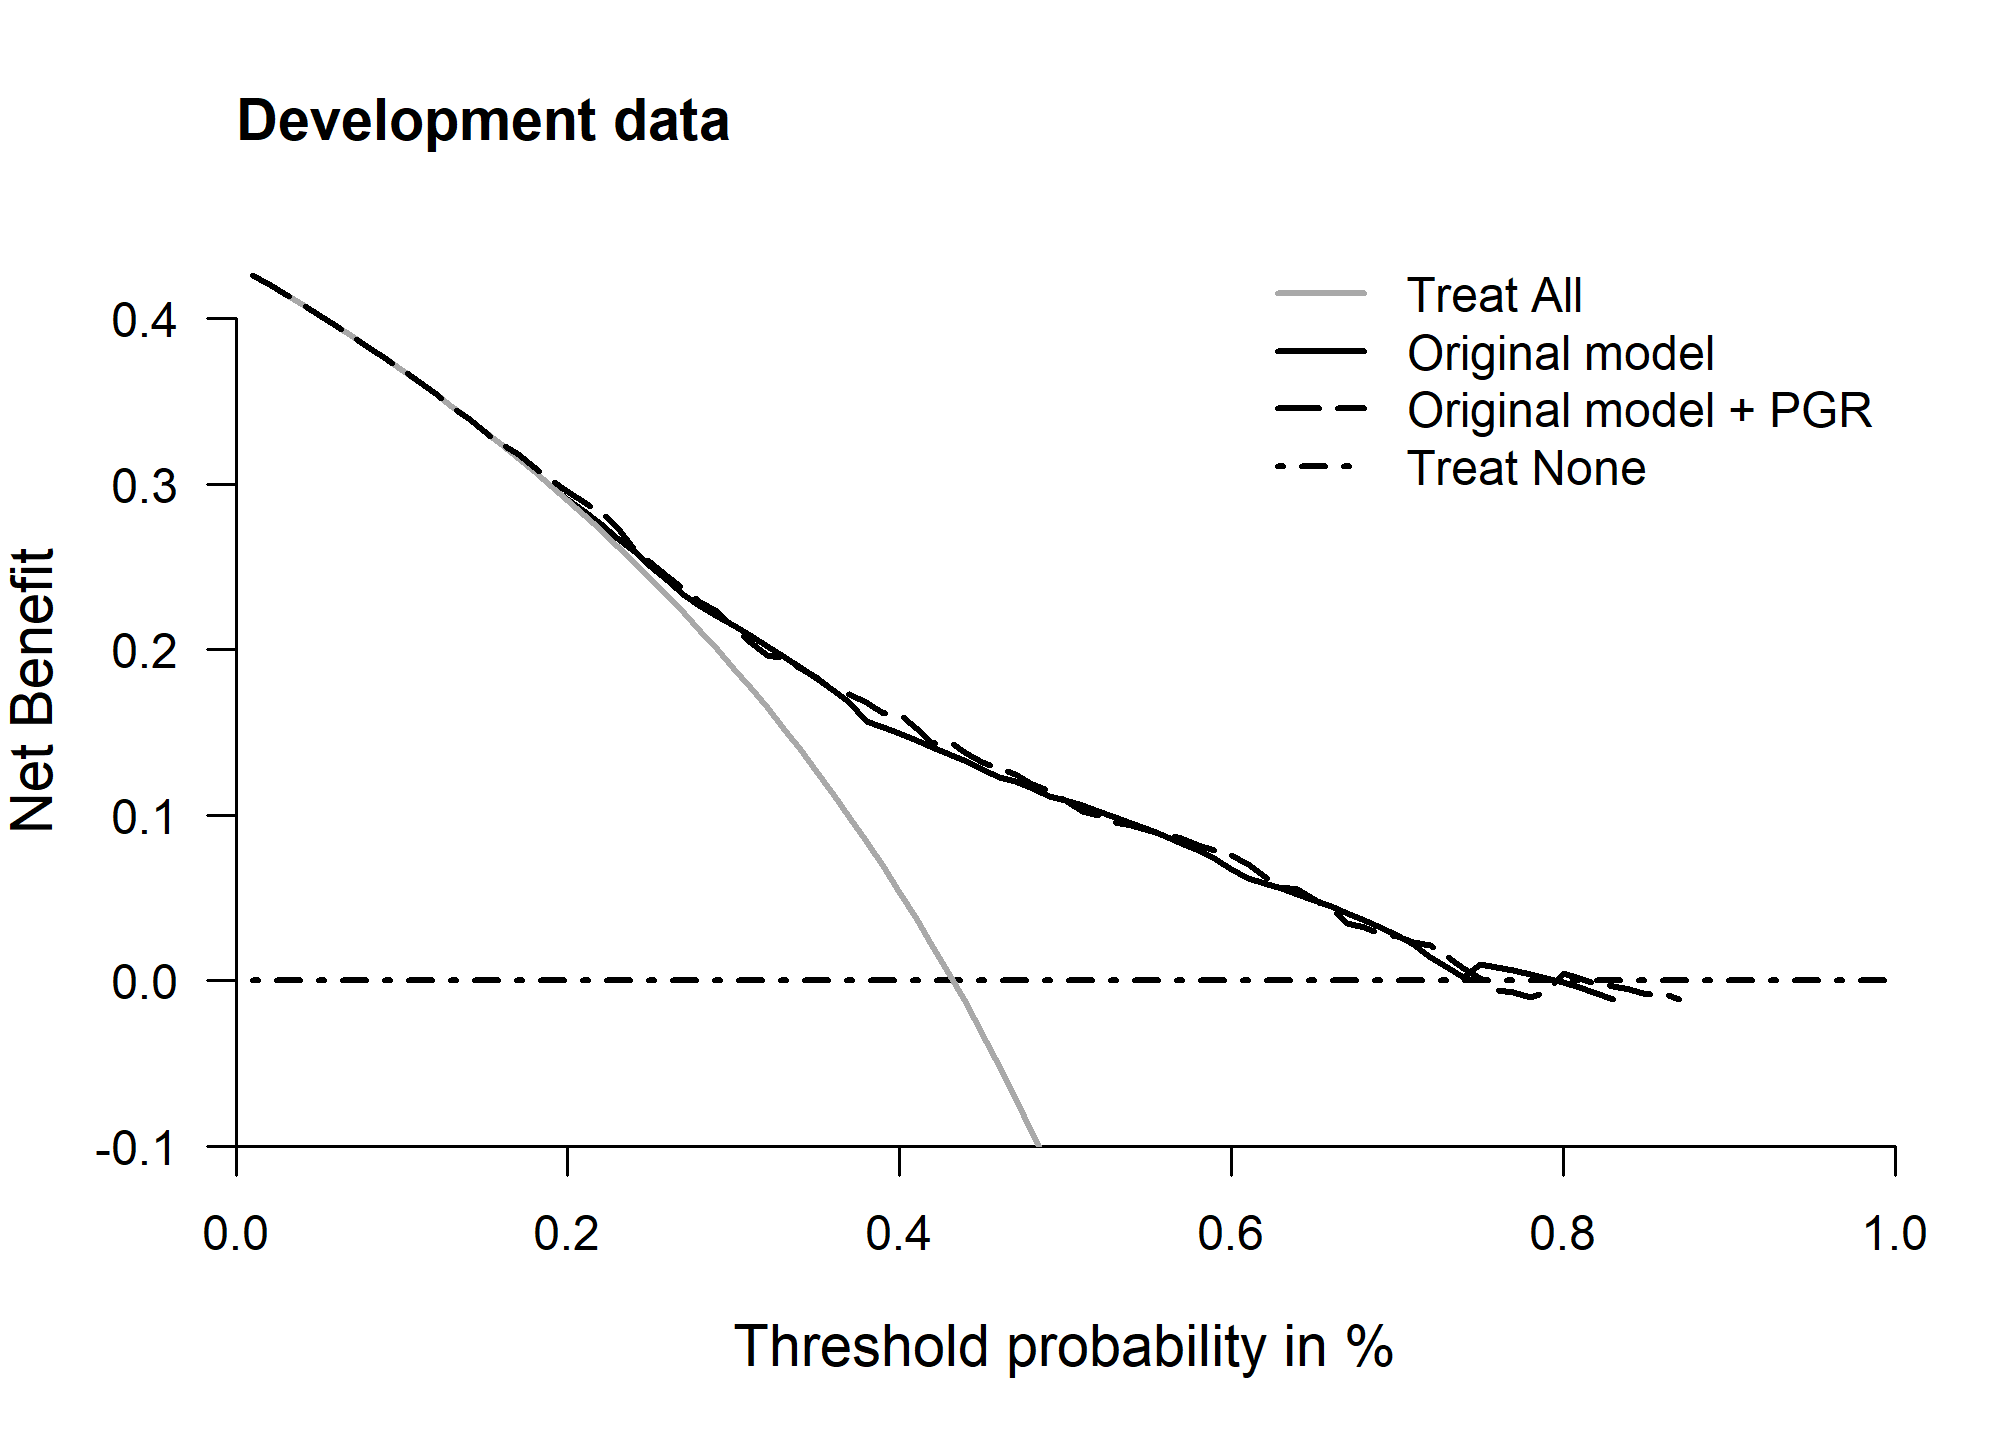 Development data
Treat All
Original model
Original model + PGR
Treat None
0.4
0.3
0.2
0.1
0.0
-0.1
Net Benefit
0.0 0.2 0.4 0.6 0.8 1.0
Threshold probability in %